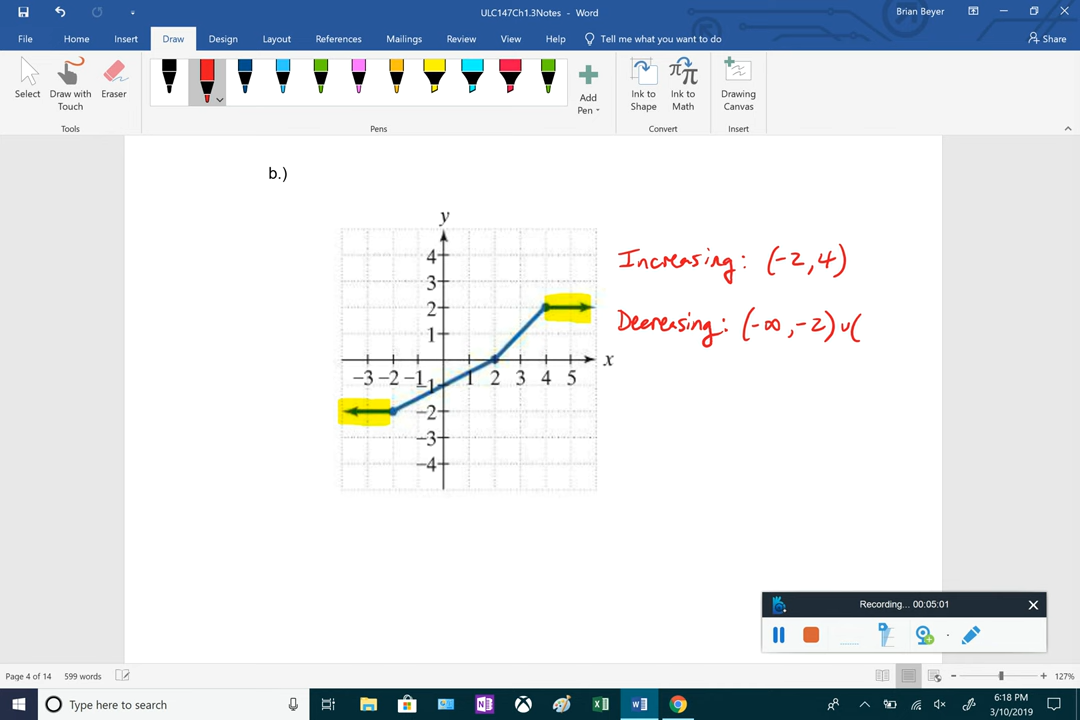 ULC147Ch1.3Notes - Word
Brian Beyer
File Home Insert Draw Design Layout References Mailings Review View Help Tell me what you want to do Share
Select Draw with Touch Eraser Add Pen Ink to Shape Ink to Math Drawing Canvas
Tools Pens Convert Insert
b.)
y
4
3
2
1
x
-3 -2 -1 1 2 3 4 5
-1
-2
-3
-4
Increasing: (-2, 4)
Decreasing: (-∞, -2) ∪ (
Recording... 00:05:01
Page 4 of 14 599 words 127%
Type here to search
6:18 PM
3/10/2019